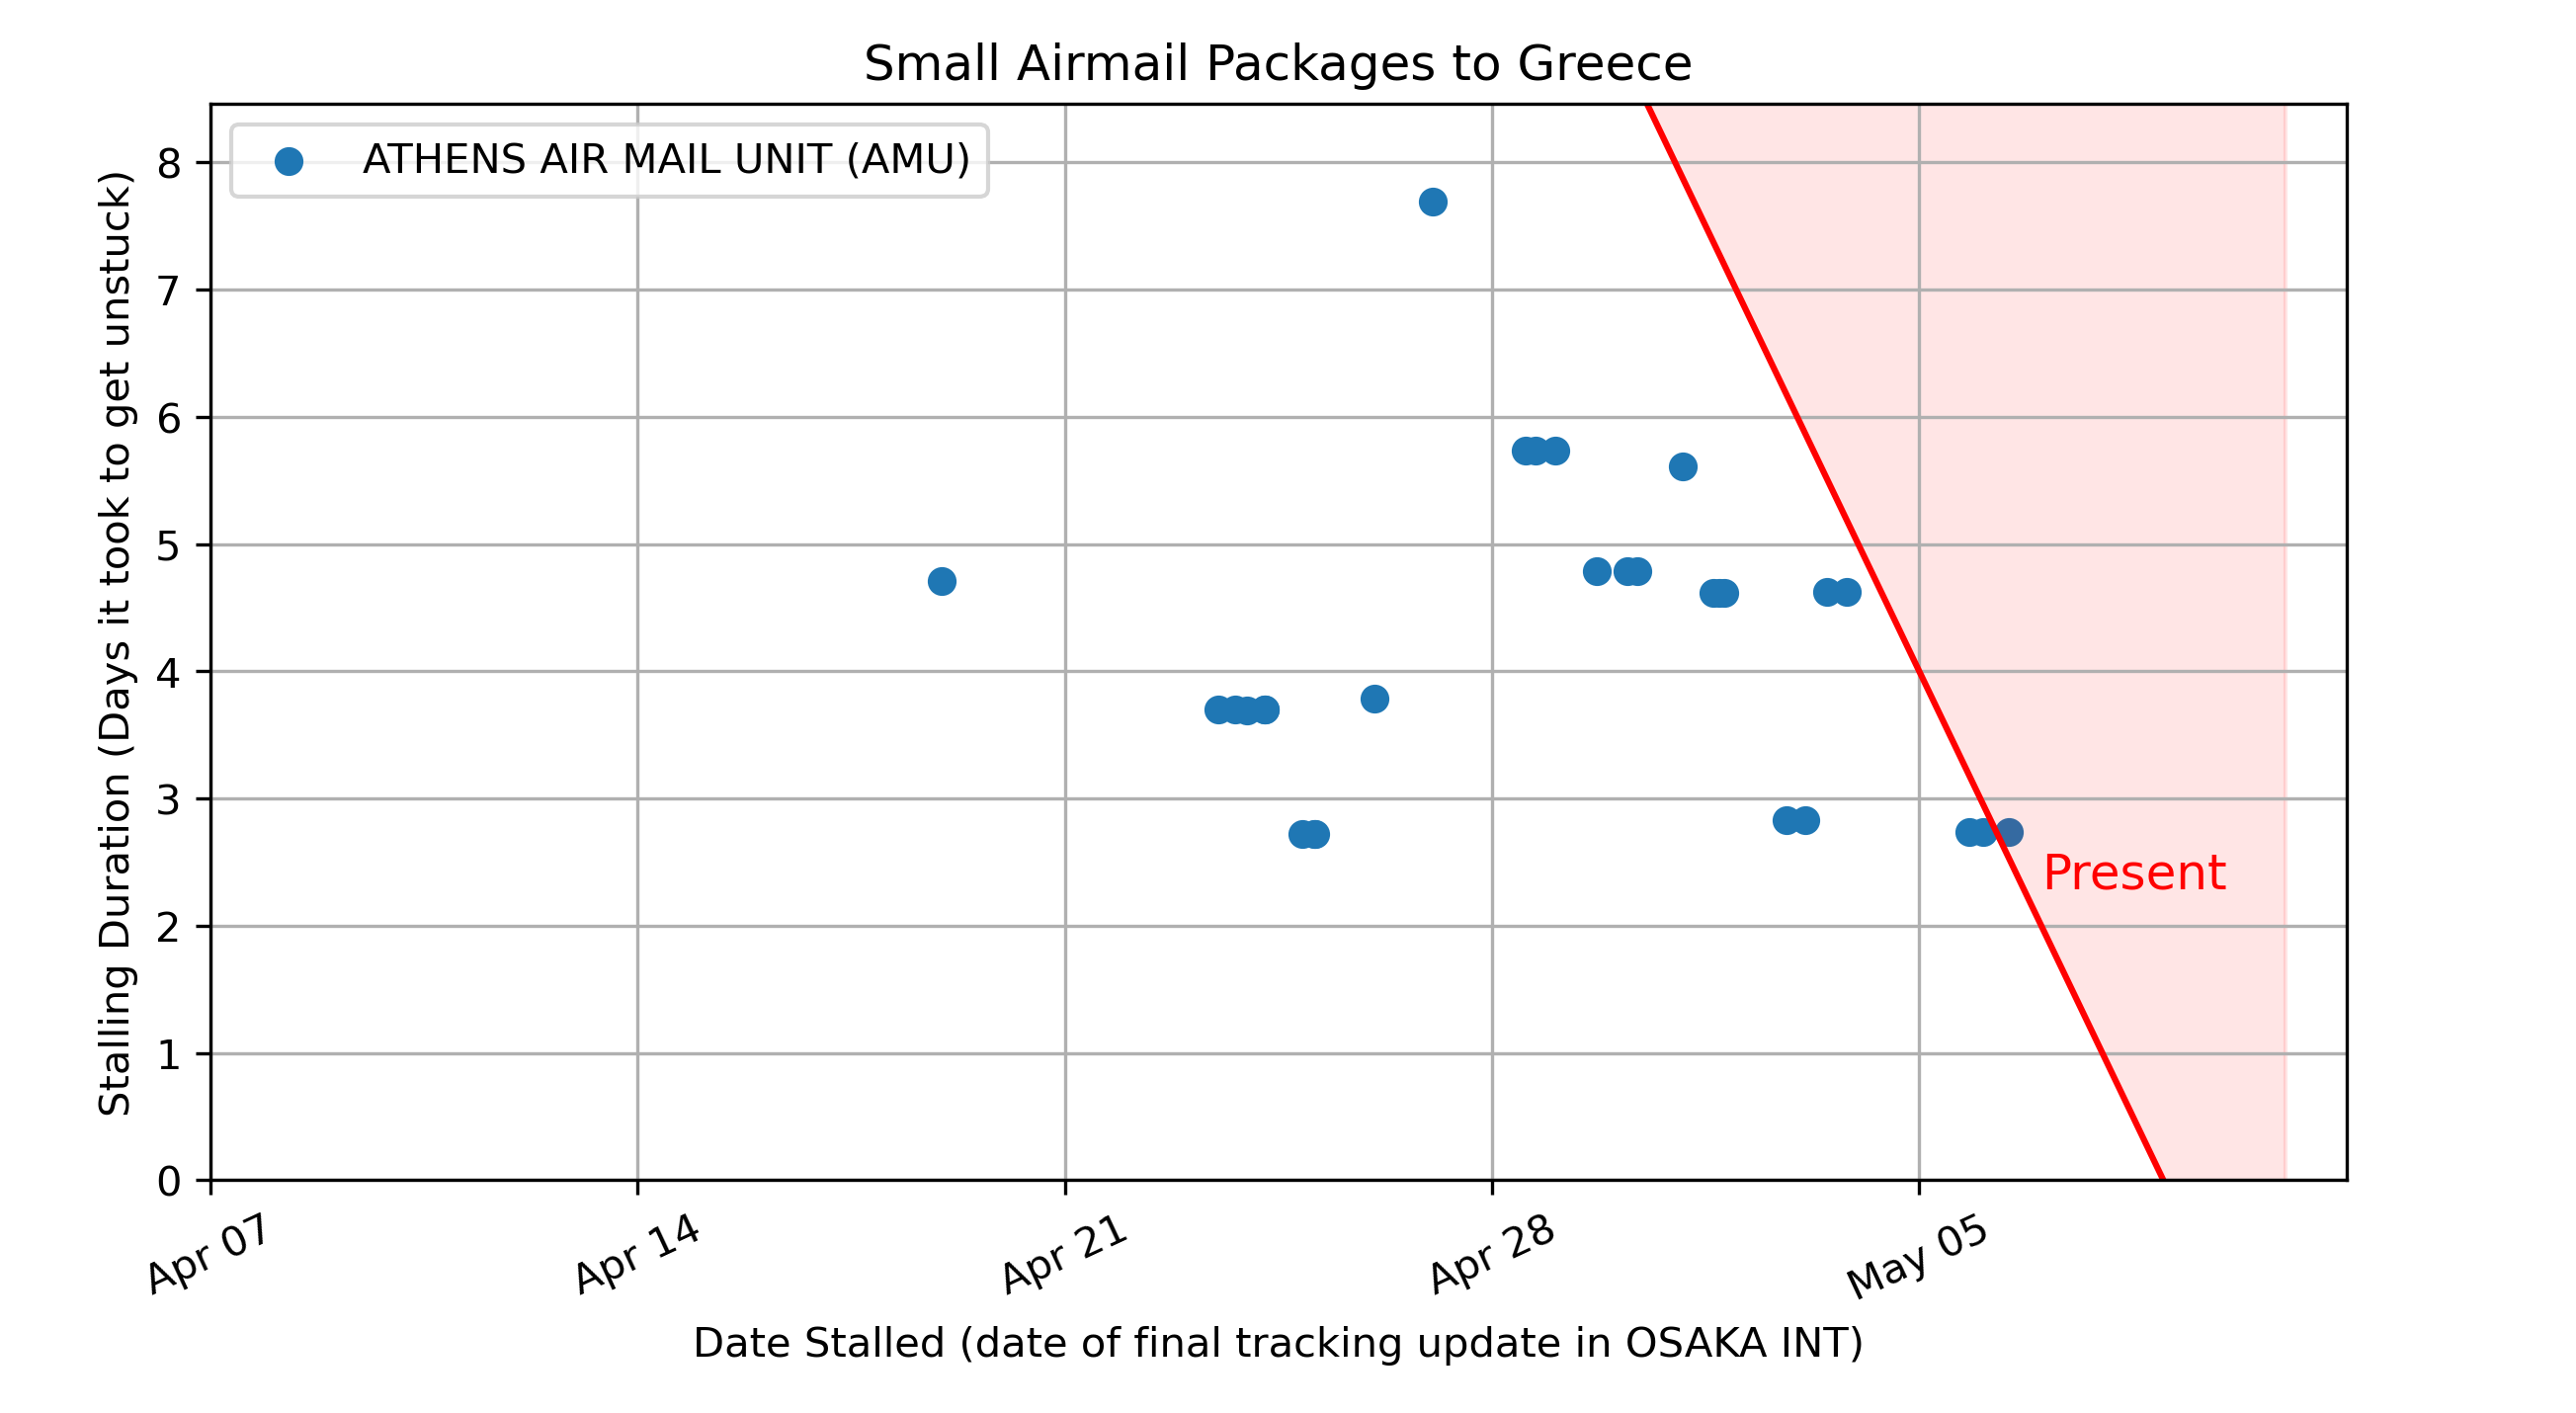 Small Airmail Packages to Greece
ATHENS AIR MAIL UNIT (AMU)
Stalling Duration (Days it took to get unstuck)
8
7
6
5
4
3
2
1
0
Present
Apr 07
Apr 14
Apr 21
Apr 28
May 05
Date Stalled (date of final tracking update in OSAKA INT)